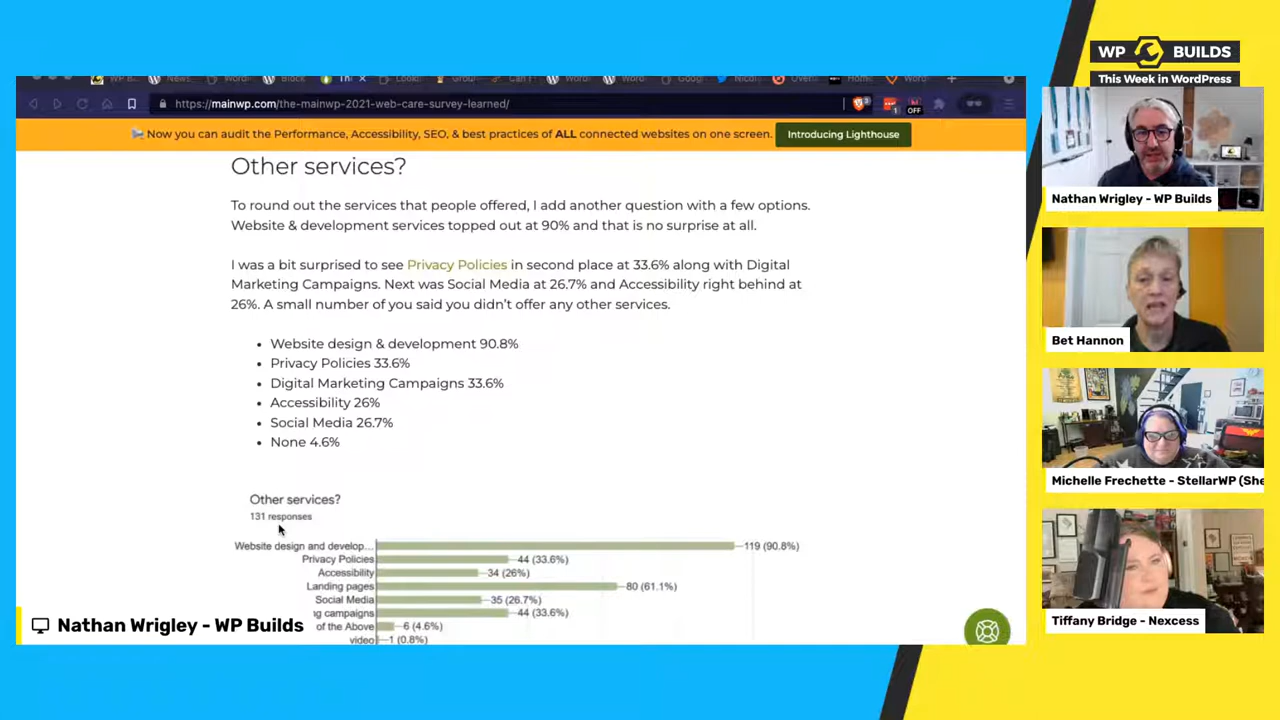 WP BUILDS
This Week in WordPress
https://mainwp.com/the-mainwp-2021-web-care-survey-learned/
OFF
Now you can audit the Performance, Accessibility, SEO, & best practices of ALL connected websites on one screen.
Introducing Lighthouse
Other services?
To round out the services that people offered, I add another question with a few options.
Website & development services topped out at 90% and that is no surprise at all.
I was a bit surprised to see Privacy Policies in second place at 33.6% along with Digital
Marketing Campaigns. Next was Social Media at 26.7% and Accessibility right behind at
26%. A small number of you said you didn't offer any other services.
• Website design & development 90.8%
• Privacy Policies 33.6%
• Digital Marketing Campaigns 33.6%
• Accessibility 26%
• Social Media 26.7%
• None 4.6%
Other services?
131 responses
Website design and develop... 119 (90.8%)
Privacy Policies 44 (33.6%)
Accessibility 34 (26%)
Landing pages 80 (61.1%)
Social Media 35 (26.7%)
campaigns 44 (33.6%)
of the Above 6 (4.6%)
video 1 (0.8%)
Nathan Wrigley - WP Builds
Nathan Wrigley - WP Builds
Bet Hannon
Michelle Frechette - StellarWP (She
Tiffany Bridge - Nexcess